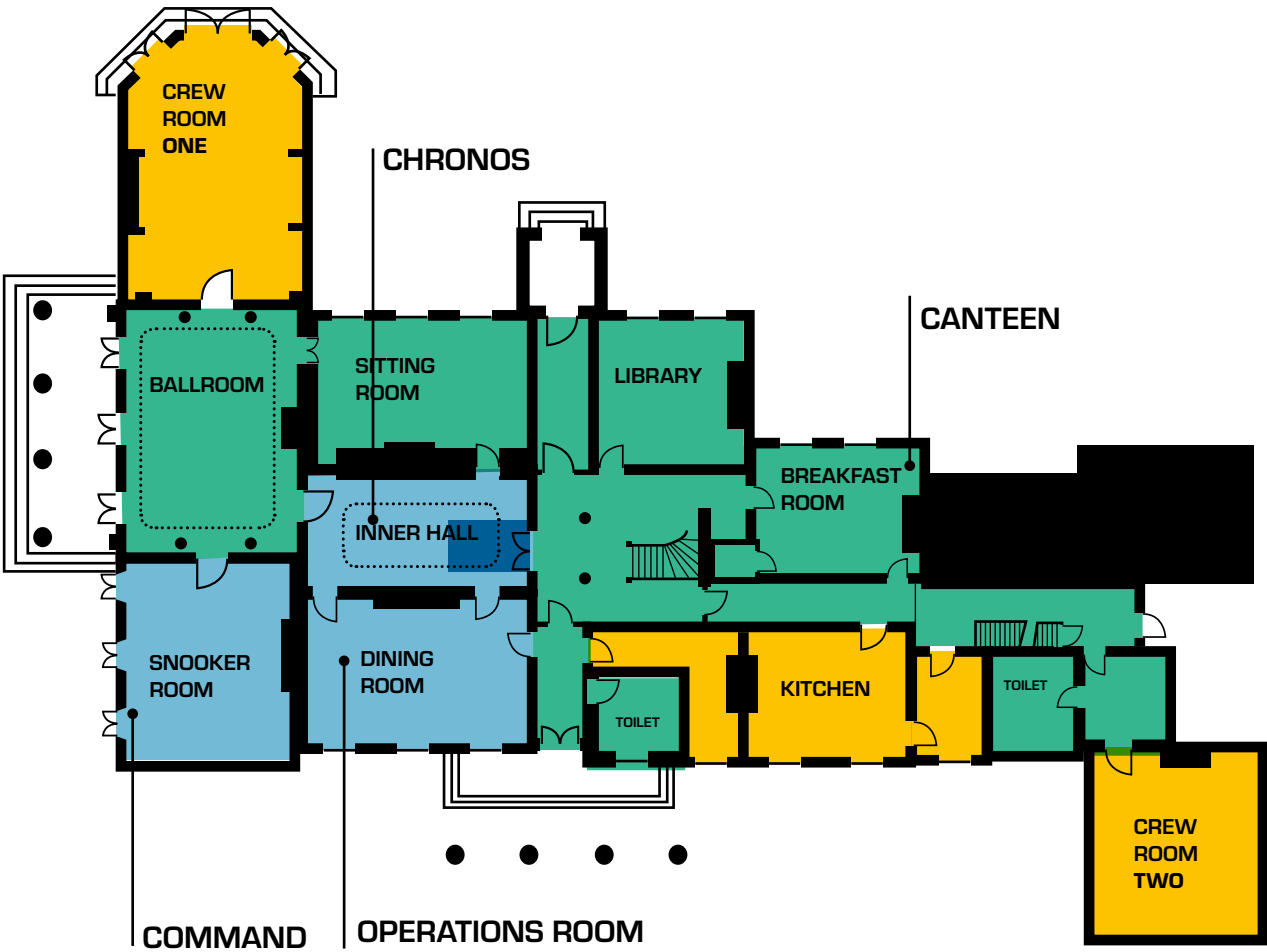 CREW
ROOM
ONE
CHRONOS
CANTEEN
SITTING
ROOM
LIBRARY
BALLROOM
BREAKFAST
ROOM
INNER HALL
SNOOKER
ROOM
DINING
ROOM
KITCHEN
TOILET
TOILET
CREW
ROOM
TWO
COMMAND
OPERATIONS ROOM